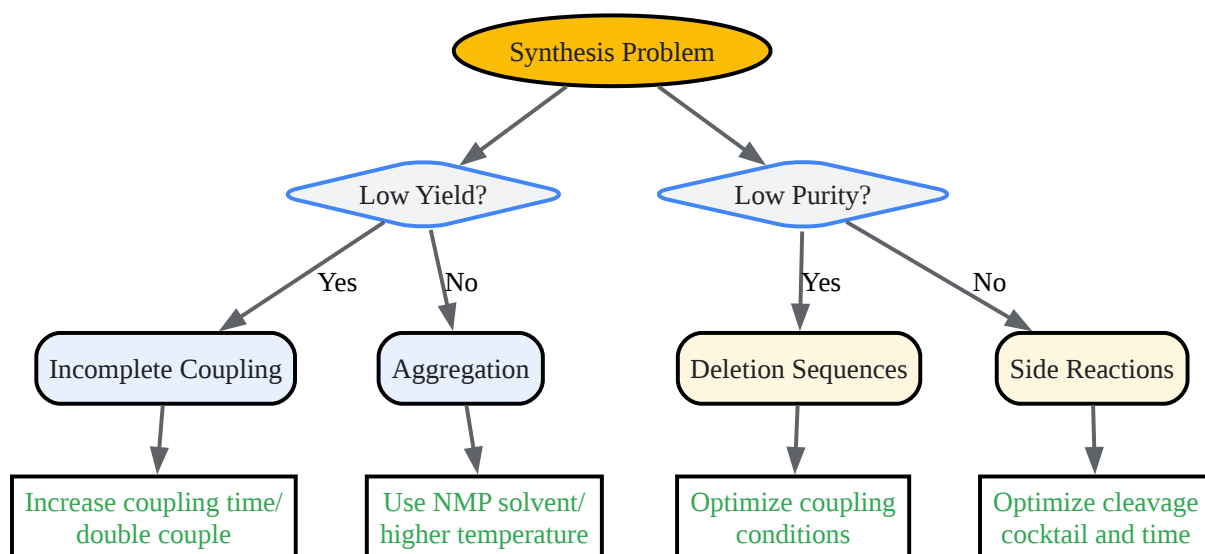 Synthesis Problem
Low Yield?
Low Purity?
Yes
No
Yes
No
Incomplete Coupling
Aggregation
Deletion Sequences
Side Reactions
Increase coupling time/
double couple
Use NMP solvent/
higher temperature
Optimize coupling
conditions
Optimize cleavage
cocktail and time